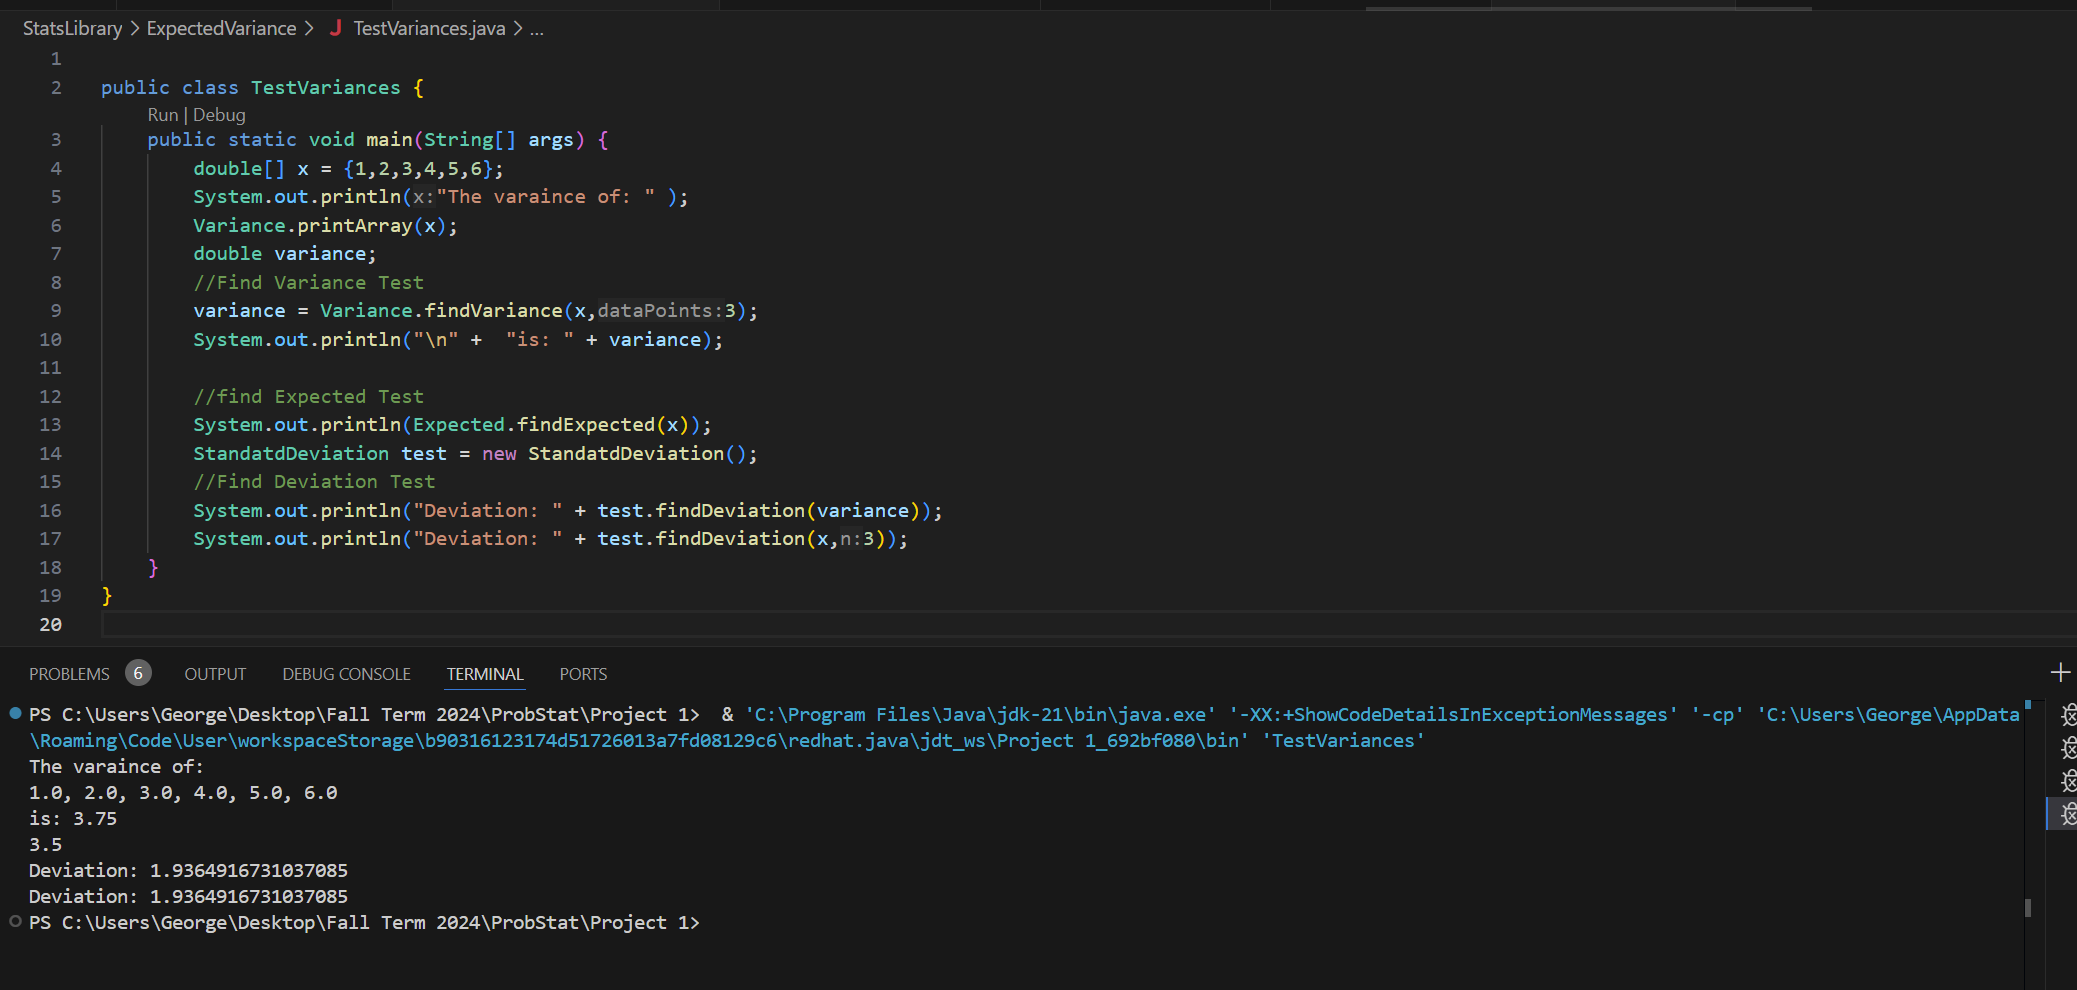 StatsLibrary > ExpectedVariance > J TestVariances.java > ...
1
2 public class TestVariances {
Run | Debug
3 public static void main(String[] args) {
4 double[] x = {1,2,3,4,5,6};
5 System.out.println(x:"The varaince of: " );
6 Variance.printArray(x);
7 double variance;
8 //Find Variance Test
9 variance = Variance.findVariance(x,dataPoints:3);
10 System.out.println("\n" +  "is: " + variance);
11
12 //find Expected Test
13 System.out.println(Expected.findExpected(x));
14 StandatdDeviation test = new StandatdDeviation();
15 //Find Deviation Test
16 System.out.println("Deviation: " + test.findDeviation(variance));
17 System.out.println("Deviation: " + test.findDeviation(x,n:3));
18 }
19 }
20
PROBLEMS 6 OUTPUT DEBUG CONSOLE TERMINAL PORTS
PS C:\Users\George\Desktop\Fall Term 2024\ProbStat\Project 1>  & 'C:\Program Files\Java\jdk-21\bin\java.exe' '-XX:+ShowCodeDetailsInExceptionMessages' '-cp' 'C:\Users\George\AppData
\Roaming\Code\User\workspaceStorage\b90316123174d51726013a7fd08129c6\redhat.java\jdt_ws\Project 1_692bf080\bin' 'TestVariances'
The varaince of:
1.0, 2.0, 3.0, 4.0, 5.0, 6.0
is: 3.75
3.5
Deviation: 1.9364916731037085
Deviation: 1.9364916731037085
PS C:\Users\George\Desktop\Fall Term 2024\ProbStat\Project 1>